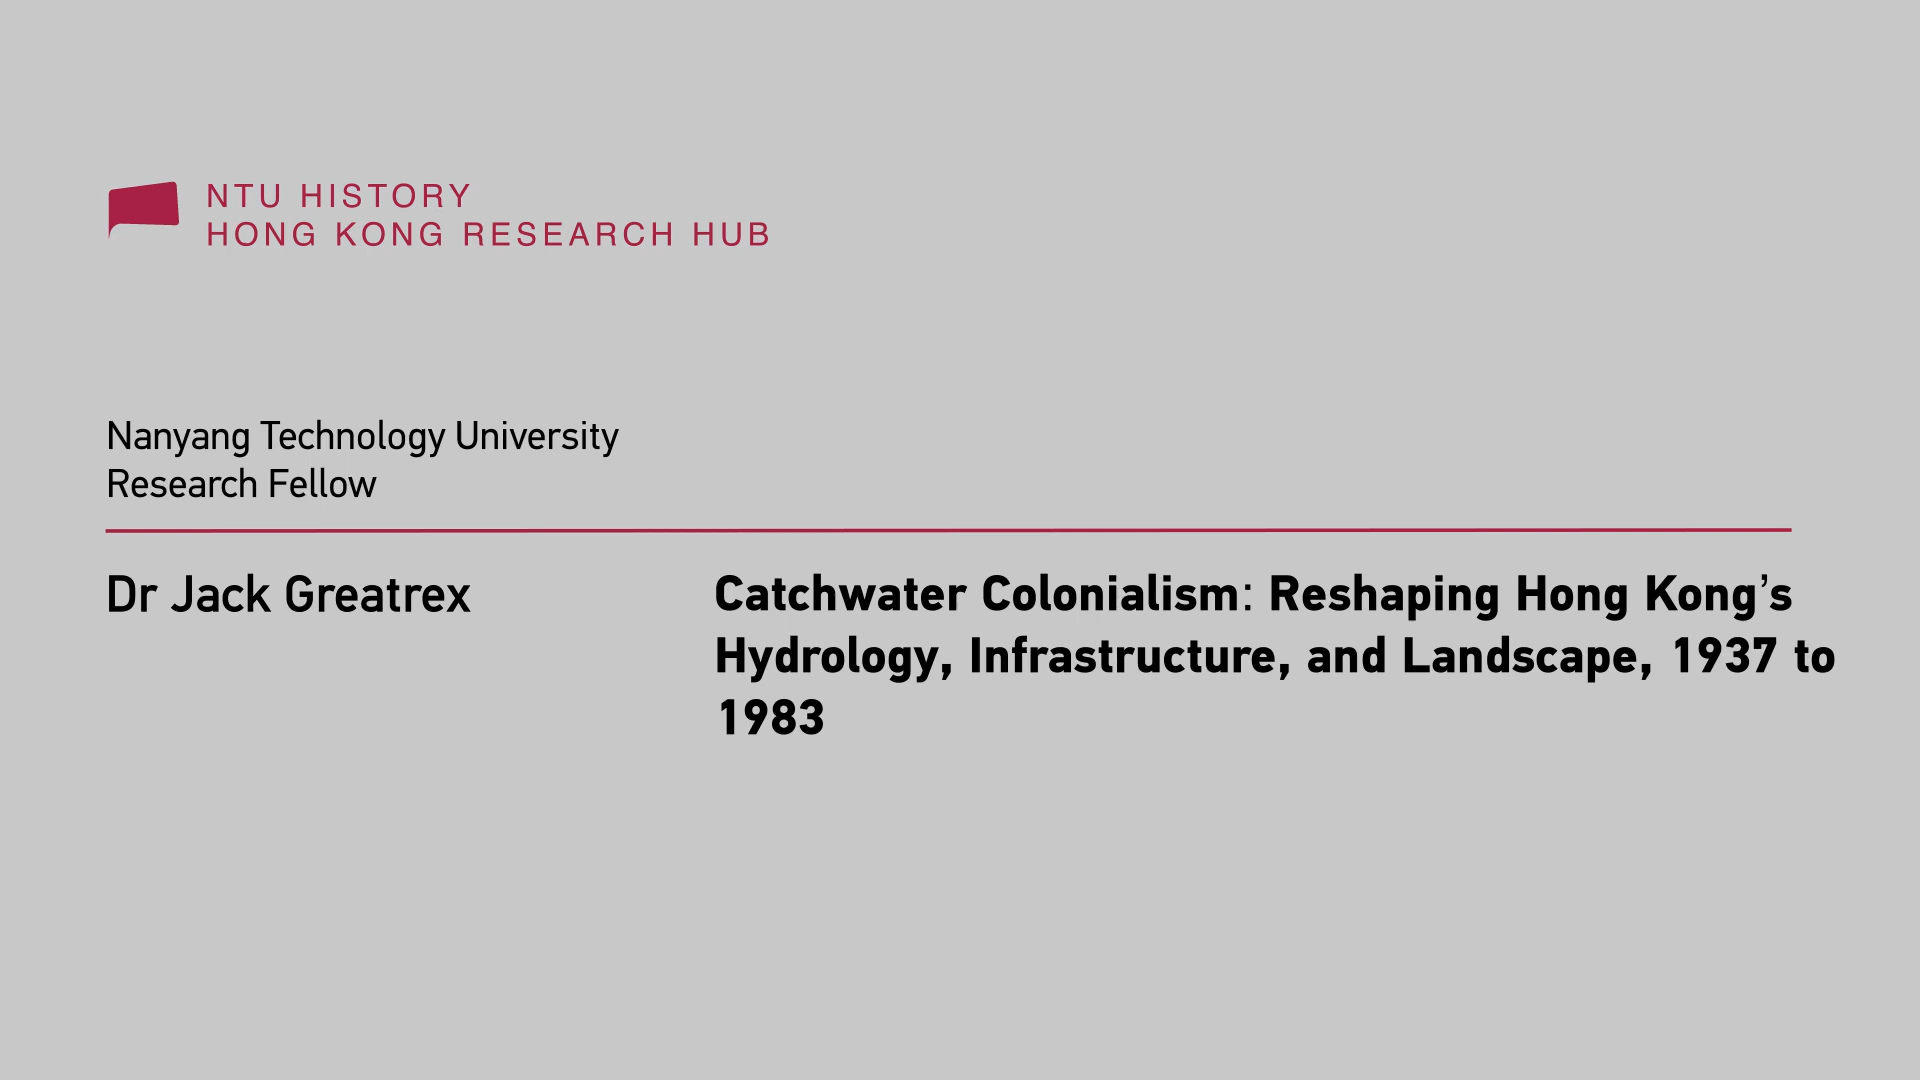 NTU HISTORY
HONG KONG RESEARCH HUB
Nanyang Technology University
Research Fellow
Dr Jack Greatrex
Catchwater Colonialism: Reshaping Hong Kong’s
Hydrology, Infrastructure, and Landscape, 1937 to
1983